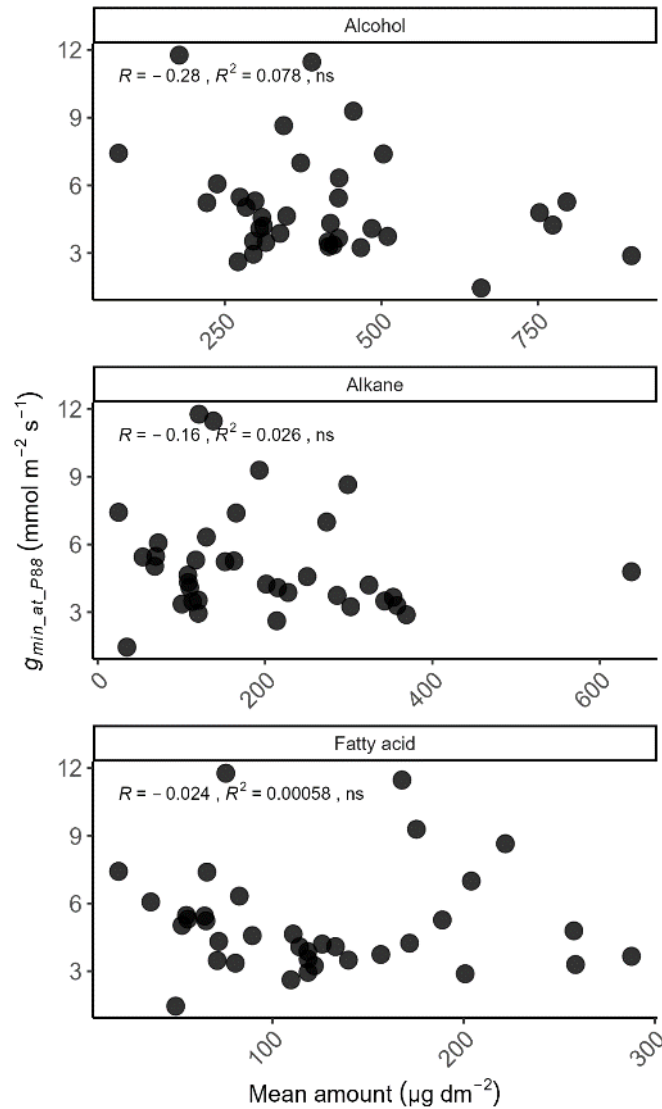 Alcohol
R = − 0.28 , R² = 0.078 , ns
12
9
6
3
250
500
750
Alkane
R = − 0.16 , R² = 0.026 , ns
12
9
6
3
0
200
400
600
g min_at_P88 (mmol m⁻² s⁻¹)
Fatty acid
R = − 0.024 , R² = 0.00058 , ns
12
9
6
3
100
200
300
Mean amount (µg dm⁻²)